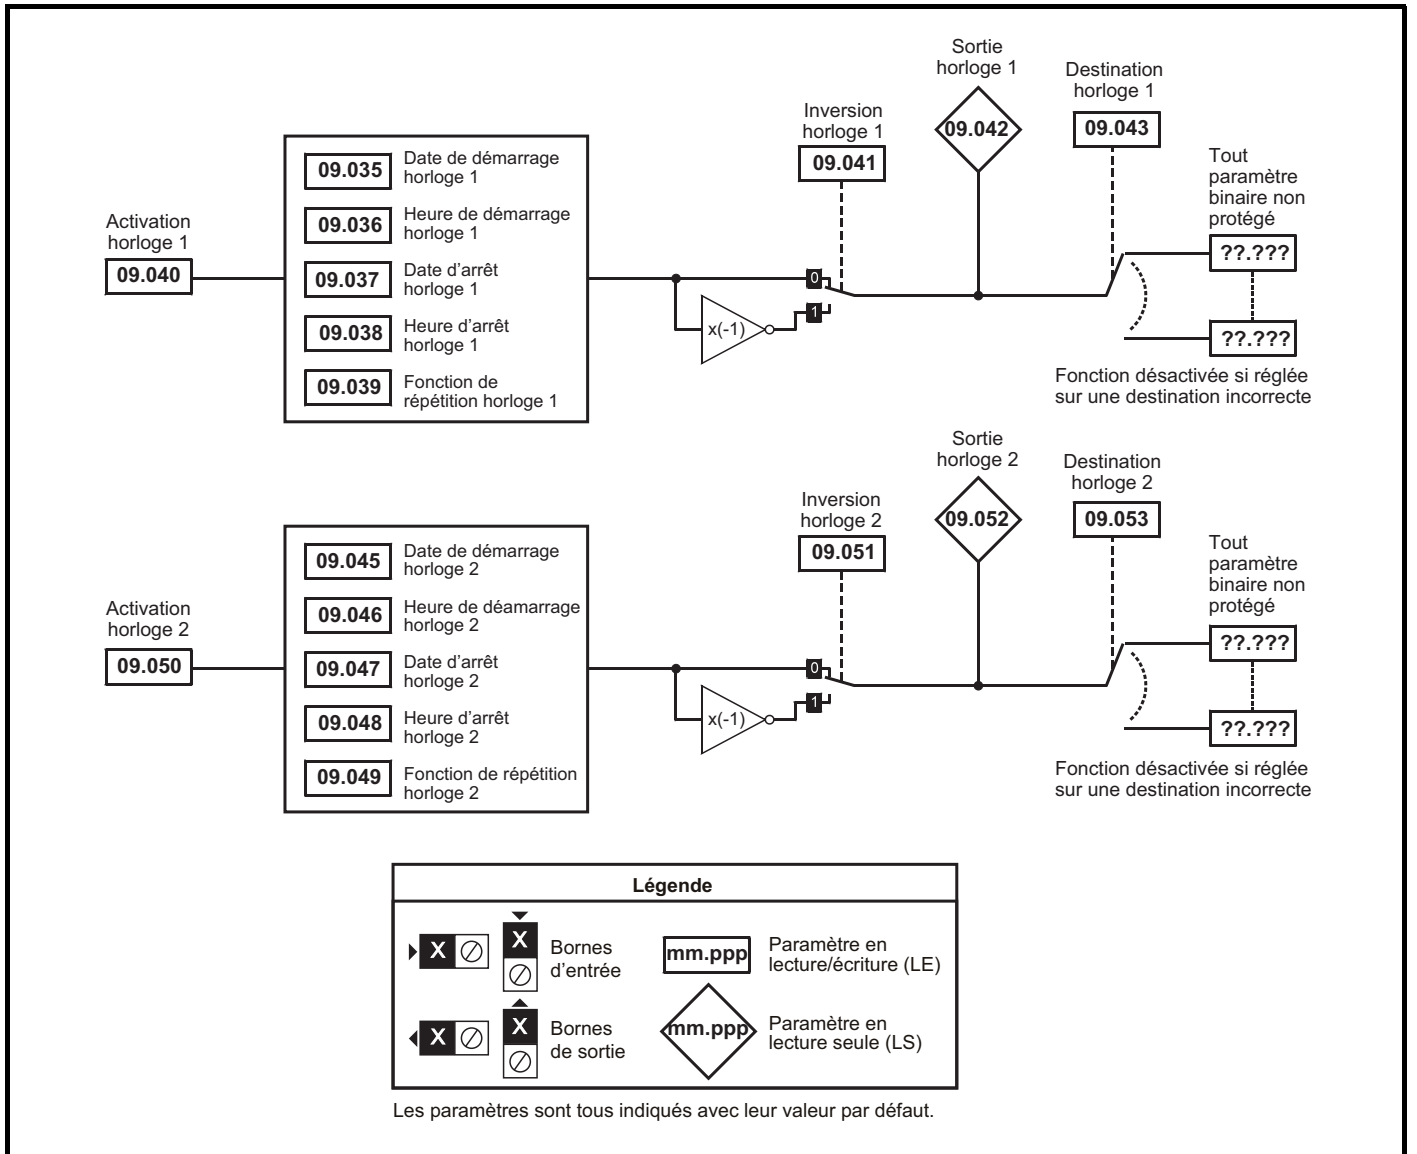 Sortie
horloge 1
Destination
horloge 1
Inversion
horloge 1
09.042
09.043
09.041
Tout
paramètre
binaire non
protégé
Activation
horloge 1
09.040
09.035
Date de démarrage
horloge 1
09.036
Heure de démarrage
horloge 1
09.037
Date d'arrêt
horloge 1
09.038
Heure d'arrêt
horloge 1
09.039
Fonction de
répétition horloge 1
0
1
x(-1)
??.???
??.???
Fonction désactivée si réglée
sur une destination incorrecte
Sortie
horloge 2
Destination
horloge 2
Inversion
horloge 2
09.052
09.053
09.051
Tout
paramètre
binaire non
protégé
Activation
horloge 2
09.050
09.045
Date de démarrage
horloge 2
09.046
Heure de déamarrage
horloge 2
09.047
Date d'arrêt
horloge 2
09.048
Heure d'arrêt
horloge 2
09.049
Fonction de répétition
horloge 2
0
1
x(-1)
??.???
??.???
Fonction désactivée si réglée
sur une destination incorrecte
Légende
X
X
Bornes
d'entrée
mm.ppp
Paramètre en
lecture/écriture (LE)
X
X
Bornes
de sortie
mm.ppp
Paramètre en
lecture seule (LS)
Les paramètres sont tous indiqués avec leur valeur par défaut.